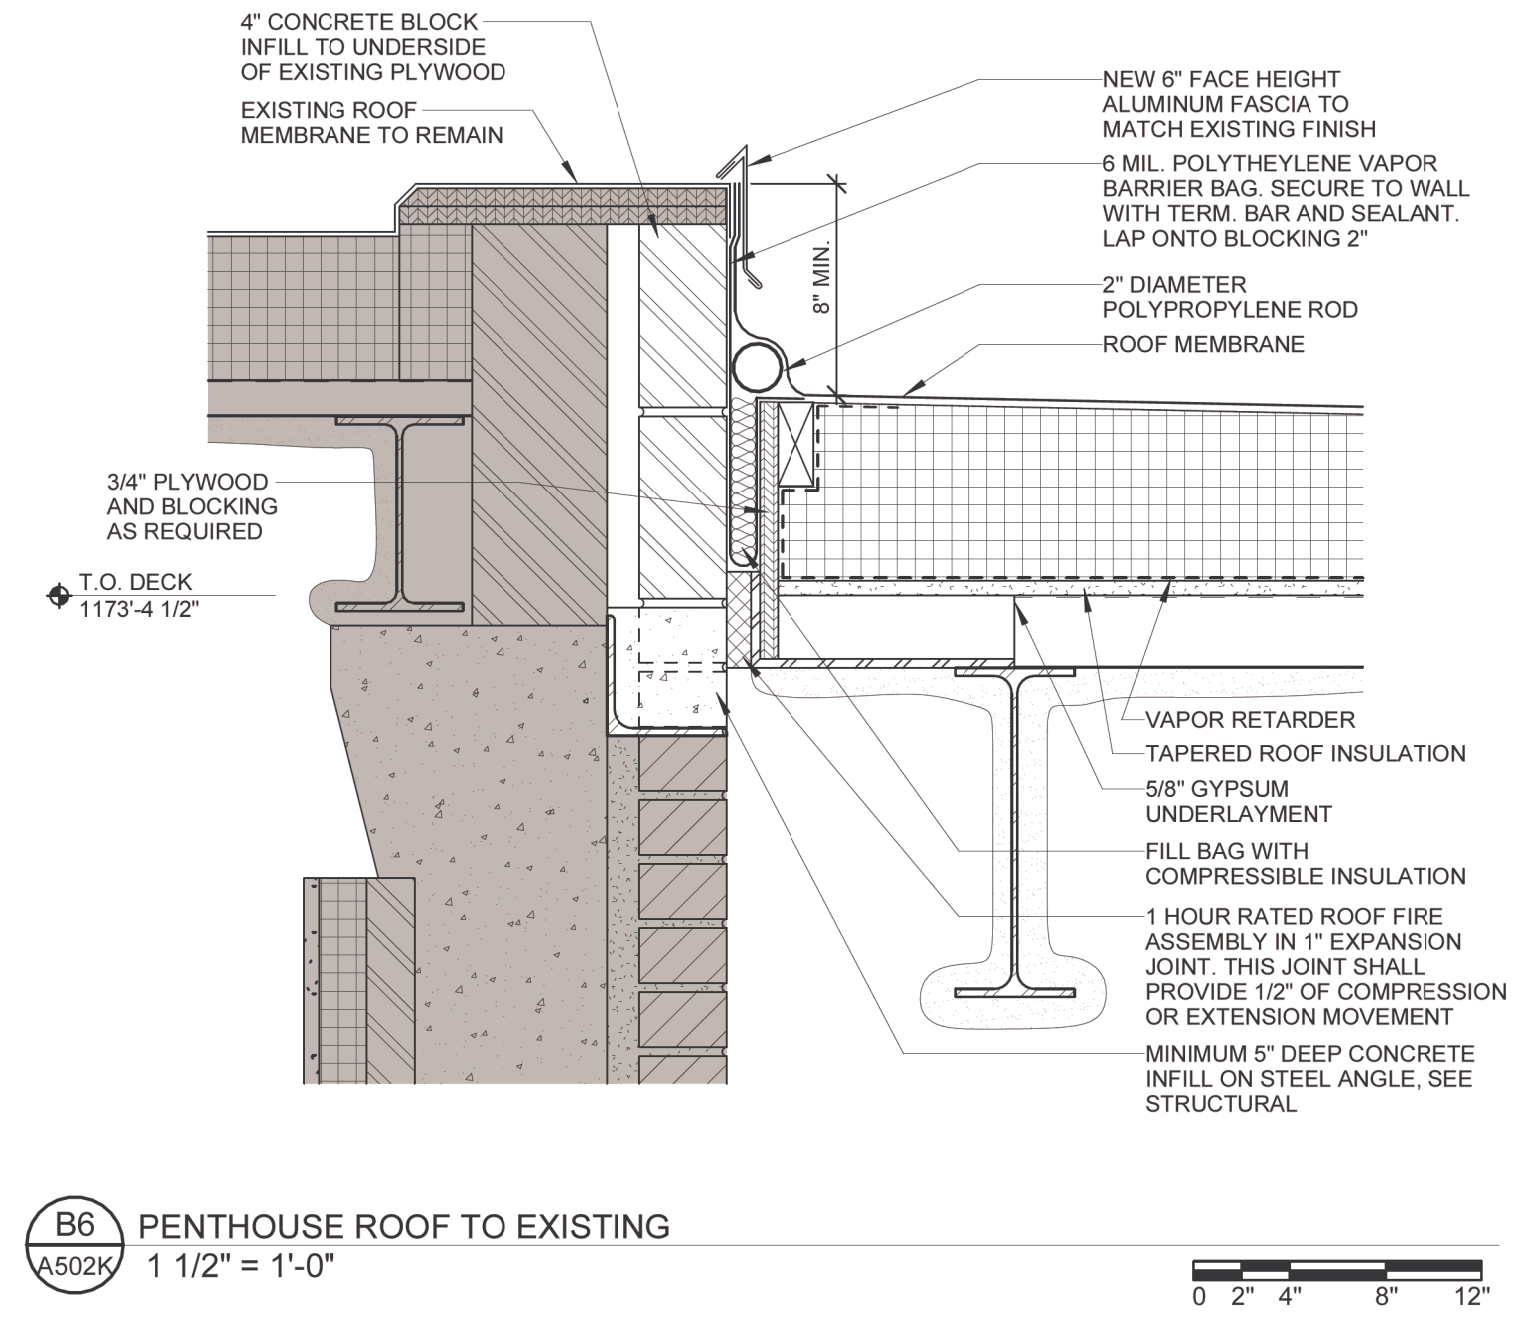 4" CONCRETE BLOCK
INFILL TO UNDERSIDE
OF EXISTING PLYWOOD
EXISTING ROOF
MEMBRANE TO REMAIN
NEW 6" FACE HEIGHT
ALUMINUM FASCIA TO
MATCH EXISTING FINISH
6 MIL. POLYTHEYLENE VAPOR
BARRIER BAG. SECURE TO WALL
WITH TERM. BAR AND SEALANT.
LAP ONTO BLOCKING 2"
8" MIN.
2" DIAMETER
POLYPROPYLENE ROD
ROOF MEMBRANE
3/4" PLYWOOD
AND BLOCKING
AS REQUIRED
T.O. DECK
1173'-4 1/2"
VAPOR RETARDER
TAPERED ROOF INSULATION
5/8" GYPSUM
UNDERLAYMENT
FILL BAG WITH
COMPRESSIBLE INSULATION
1 HOUR RATED ROOF FIRE
ASSEMBLY IN 1" EXPANSION
JOINT. THIS JOINT SHALL
PROVIDE 1/2" OF COMPRESSION
OR EXTENSION MOVEMENT
MINIMUM 5" DEEP CONCRETE
INFILL ON STEEL ANGLE, SEE
STRUCTURAL
B6
A502K
PENTHOUSE ROOF TO EXISTING
1 1/2" = 1'-0"
0 2" 4" 8" 12"